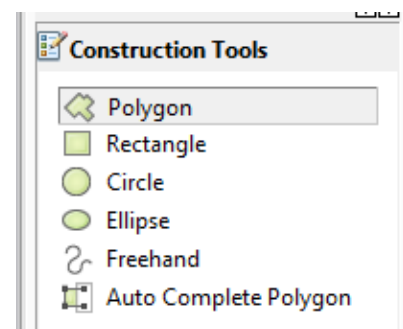 Construction Tools
Polygon
Rectangle
Circle
Ellipse
Freehand
Auto Complete Polygon